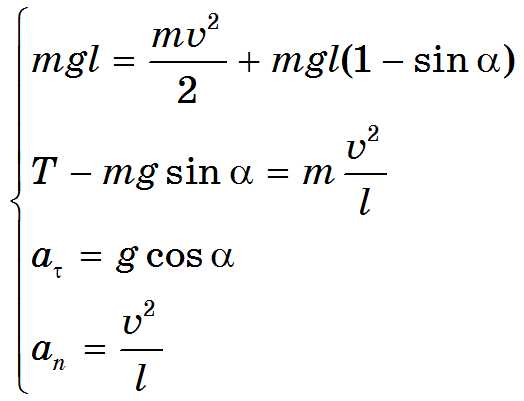 mgl = mv²/2 + mgl(1 − sin α)
T − mg sin α = m v²/l
a_τ = g cos α
a_n = v²/l